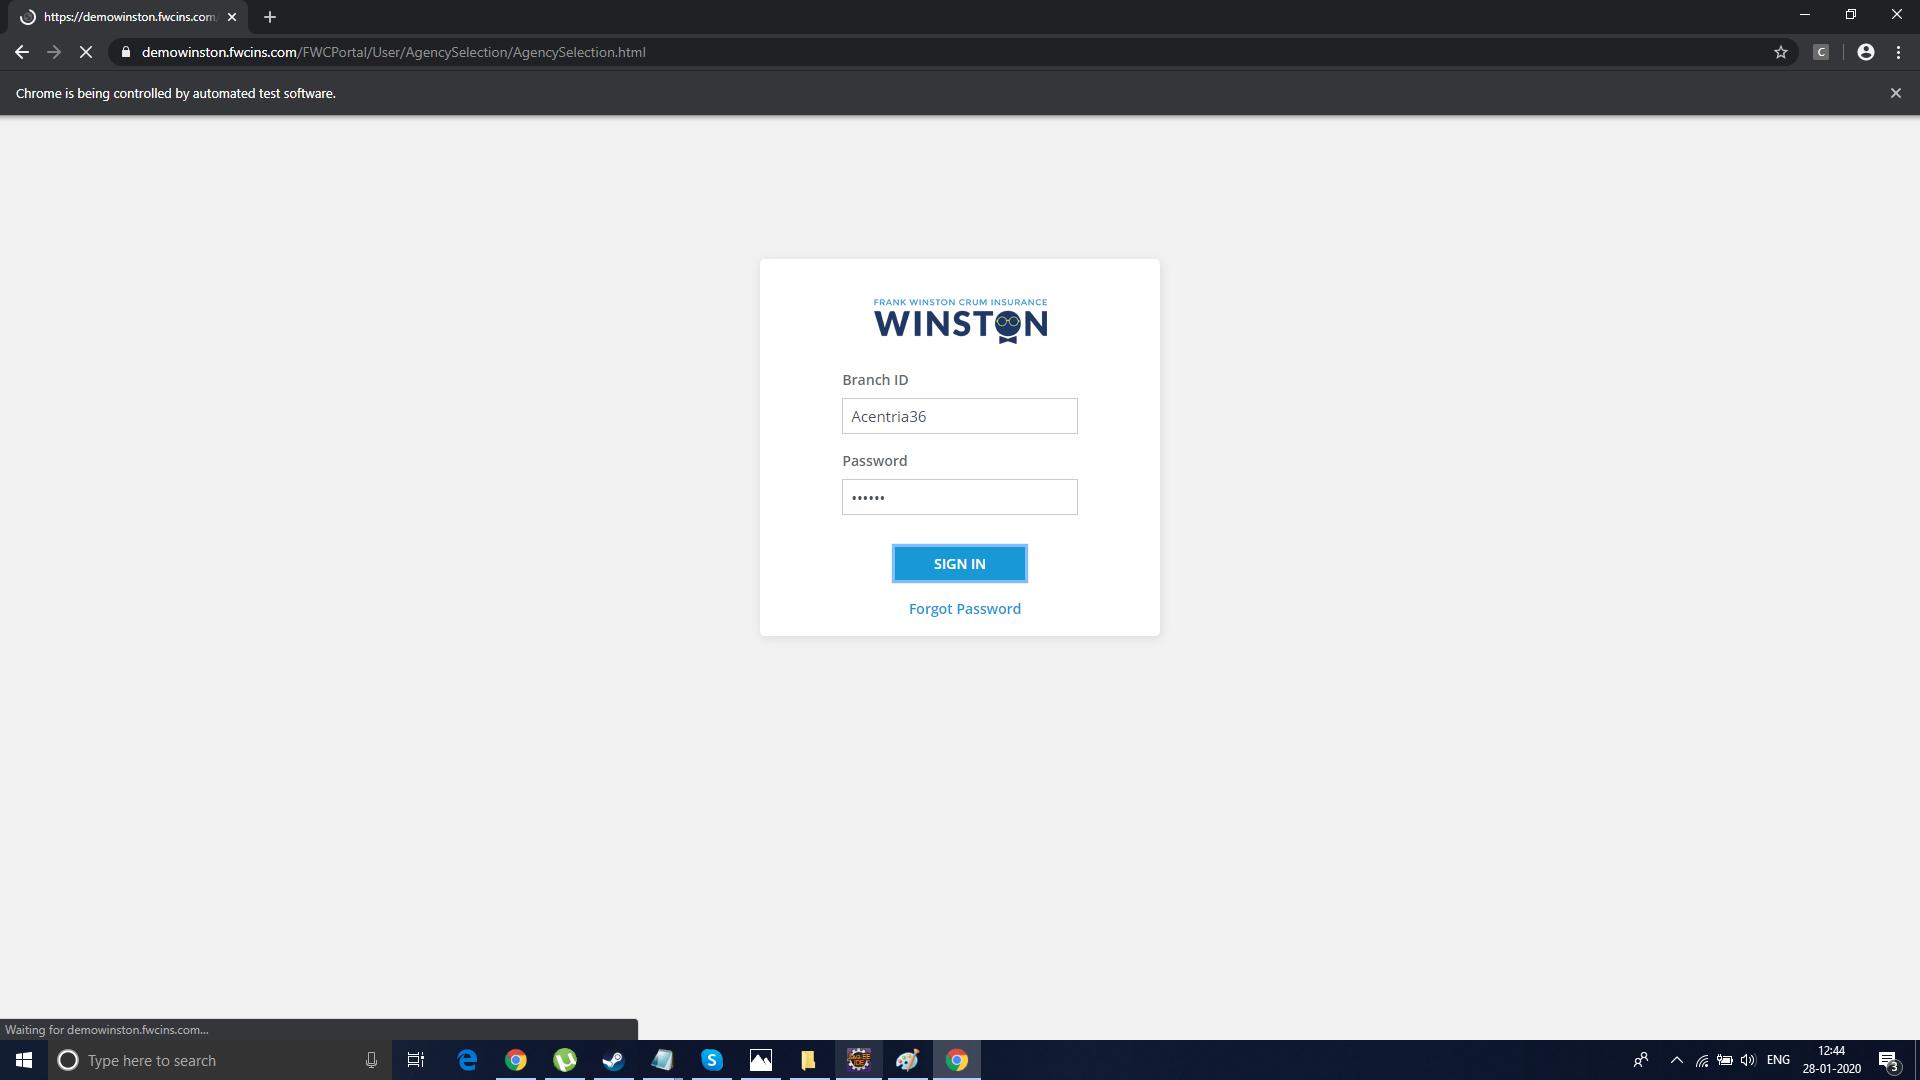 https://demowinston.fwcins.com/
demowinston.fwcins.com/FWCPortal/User/AgencySelection/AgencySelection.html
C
Chrome is being controlled by automated test software.
FRANK WINSTON CRUM INSURANCE
WINSTON
Branch ID
Acentria36
Password
••••••
SIGN IN
Forgot Password
Waiting for demowinston.fwcins.com...
Type here to search
ENG
12:44
28-01-2020
3